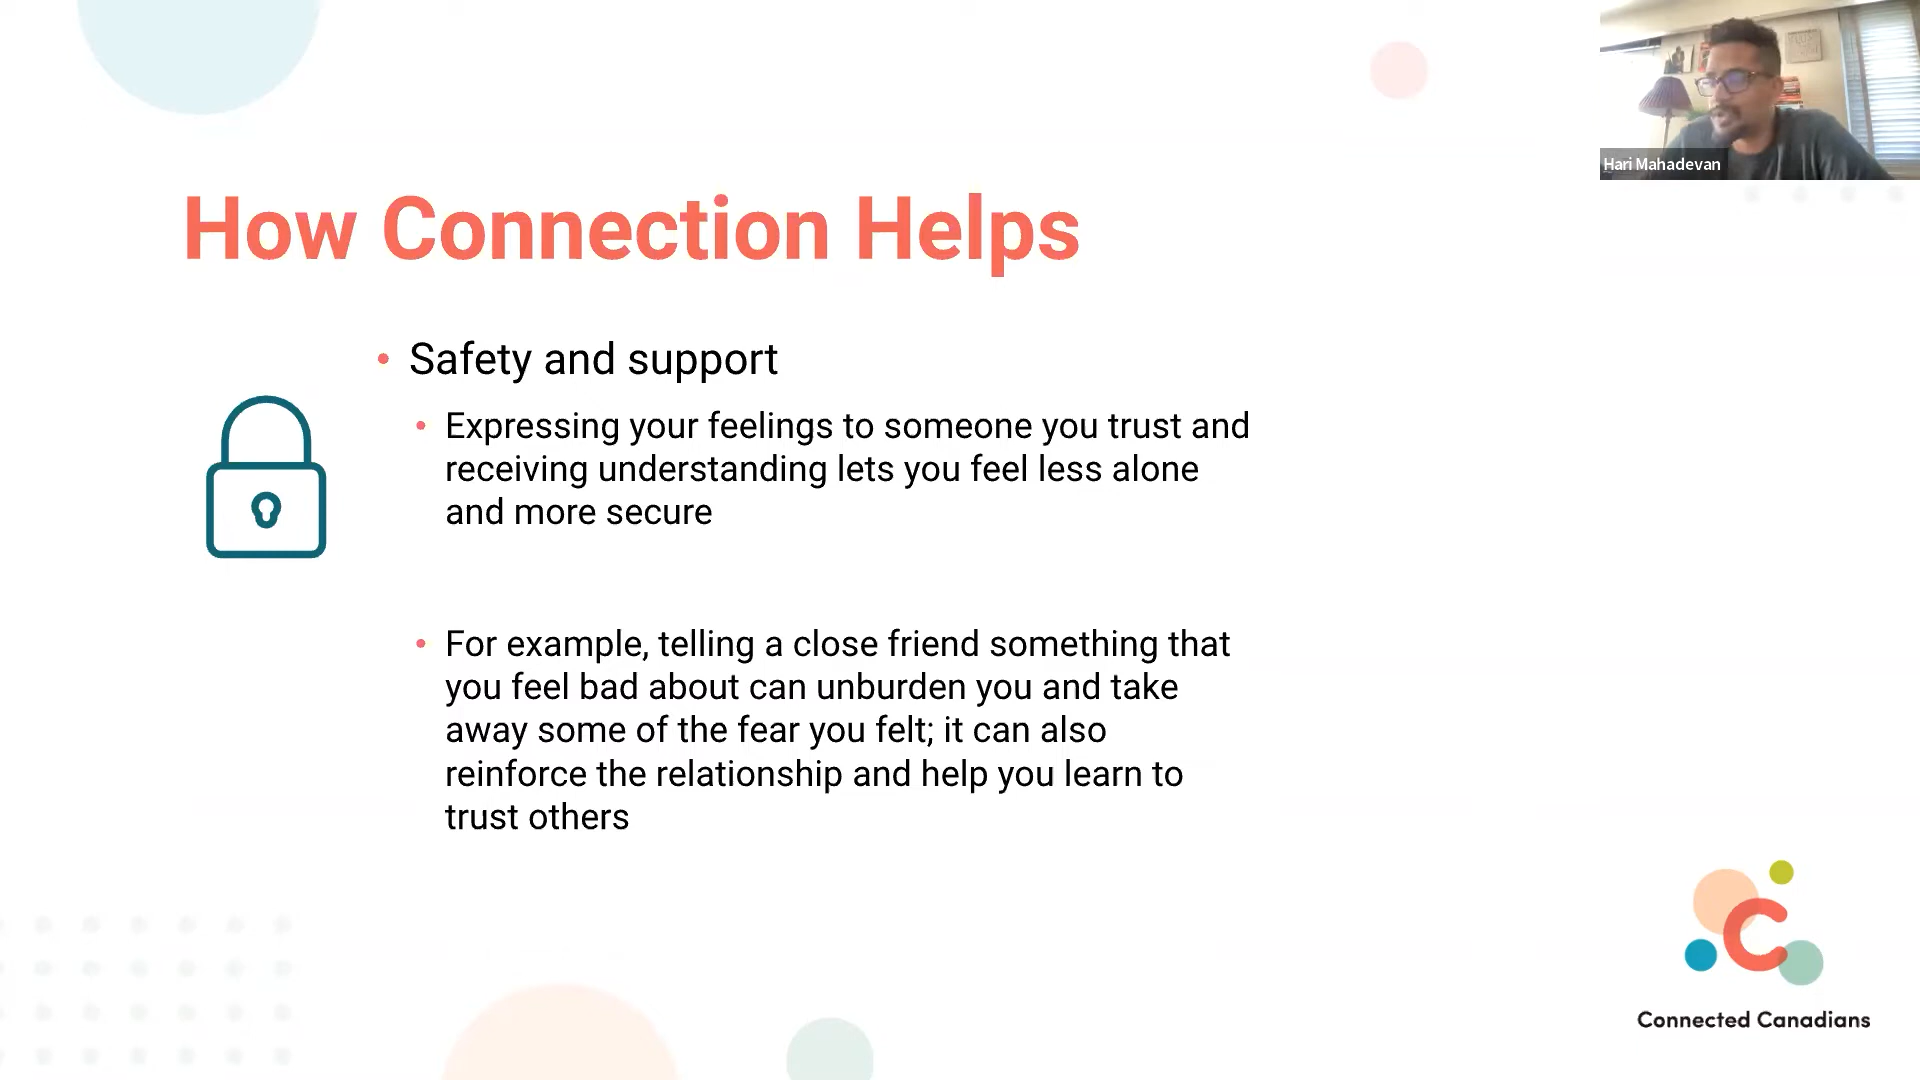 Hari Mahadevan
How Connection Helps
• Safety and support
• Expressing your feelings to someone you trust and
receiving understanding lets you feel less alone
and more secure
• For example, telling a close friend something that
you feel bad about can unburden you and take
away some of the fear you felt; it can also
reinforce the relationship and help you learn to
trust others
C
Connected Canadians